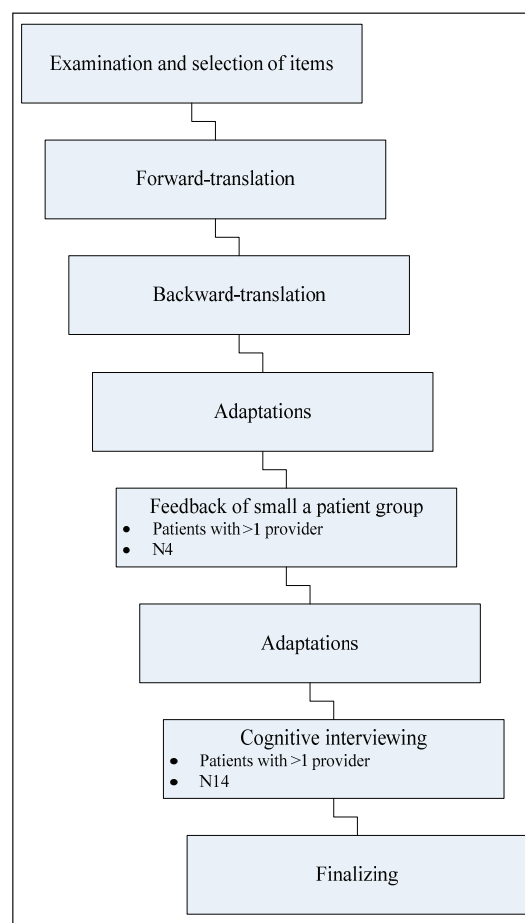 Examination and selection of items
Forward-translation
Backward-translation
Adaptations
Feedback of small a patient group
• Patients with >1 provider
• N4
Adaptations
Cognitive interviewing
• Patients with >1 provider
• N14
Finalizing